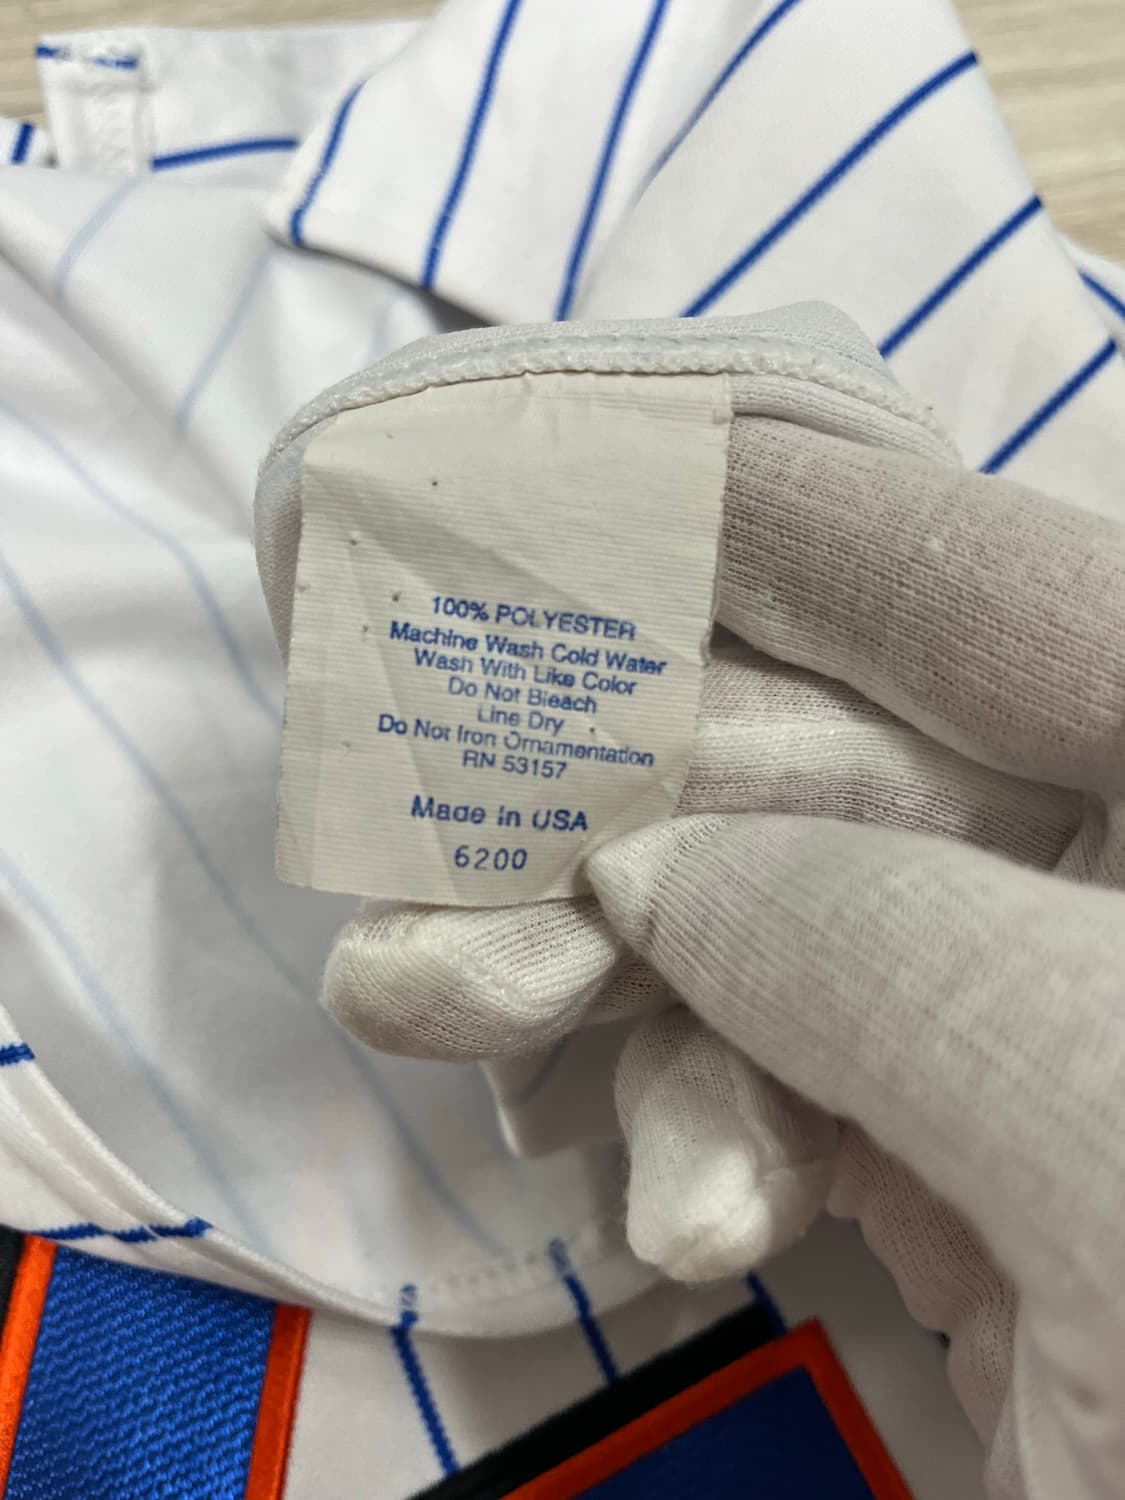 100% POLYESTER
Machine Wash Cold Water
Wash With Like Color
Do Not Bleach
Line Dry
Do Not Iron Ornamentation
RN 53157
Made in USA
6200